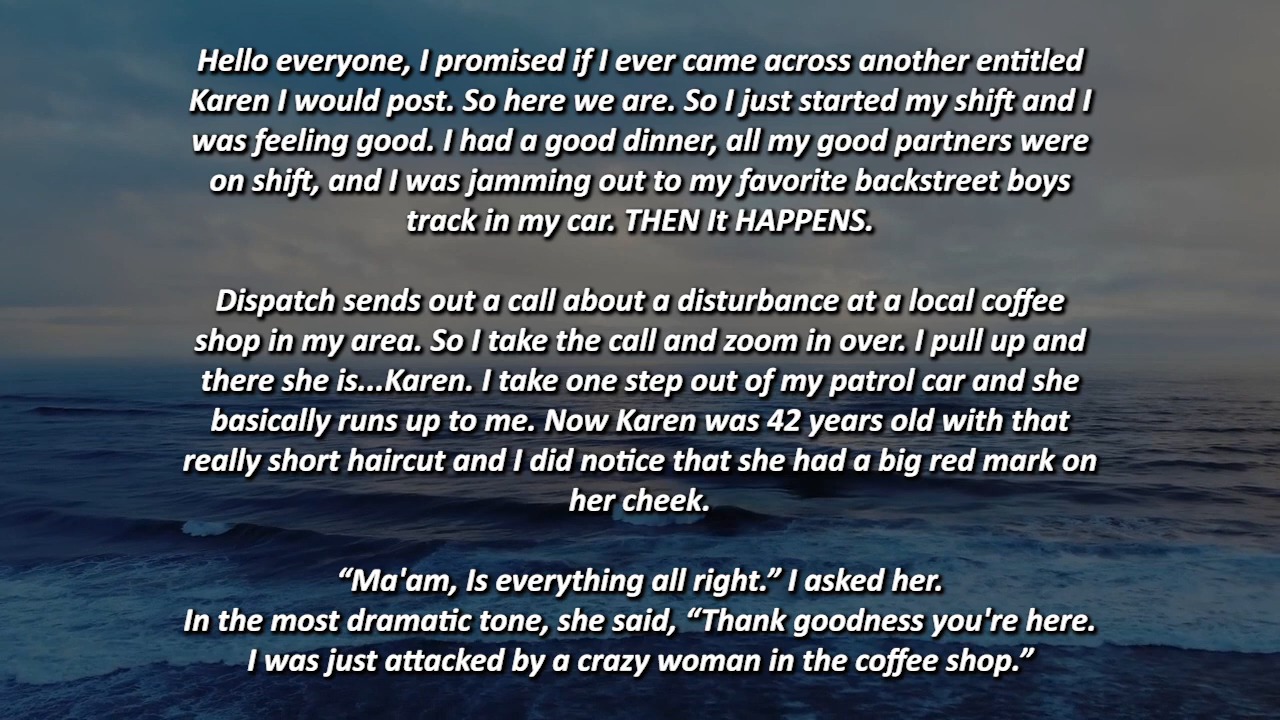 Hello everyone, I promised if I ever came across another entitled
Karen I would post. So here we are. So I just started my shift and I
was feeling good. I had a good dinner, all my good partners were
on shift, and I was jamming out to my favorite backstreet boys
track in my car. THEN It HAPPENS.
Dispatch sends out a call about a disturbance at a local coffee
shop in my area. So I take the call and zoom in over. I pull up and
there she is...Karen. I take one step out of my patrol car and she
basically runs up to me. Now Karen was 42 years old with that
really short haircut and I did notice that she had a big red mark on
her cheek.
“Ma'am, Is everything all right.” I asked her.
In the most dramatic tone, she said, “Thank goodness you're here.
I was just attacked by a crazy woman in the coffee shop.”